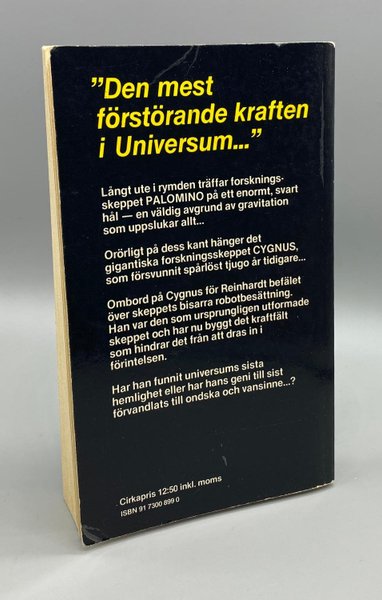 ”Den mest
förstörande kraften
i Universum...”
Långt ute i rymden träffar forsknings-
skeppet PALOMINO på ett enormt, svart
hål — en väldig avgrund av gravitation
som uppslukar allt...
Orörligt på dess kant hänger det
gigantiska forskningsskeppet CYGNUS,
som försvunnit spårlöst tjugo år tidigare...
Ombord på Cygnus för Reinhardt befälet
över skeppets bisarra robotbesättning.
Han var den som ursprungligen utformade
skeppet och har nu byggt det kraftfält
som hindrar det från att dras in i
förintelsen.
Har han funnit universums sista
hemlighet eller har hans geni till sist
förvandlats till ondska och vansinne...?
Cirkapris 12:50 inkl. moms
ISBN 91 7300 899 0